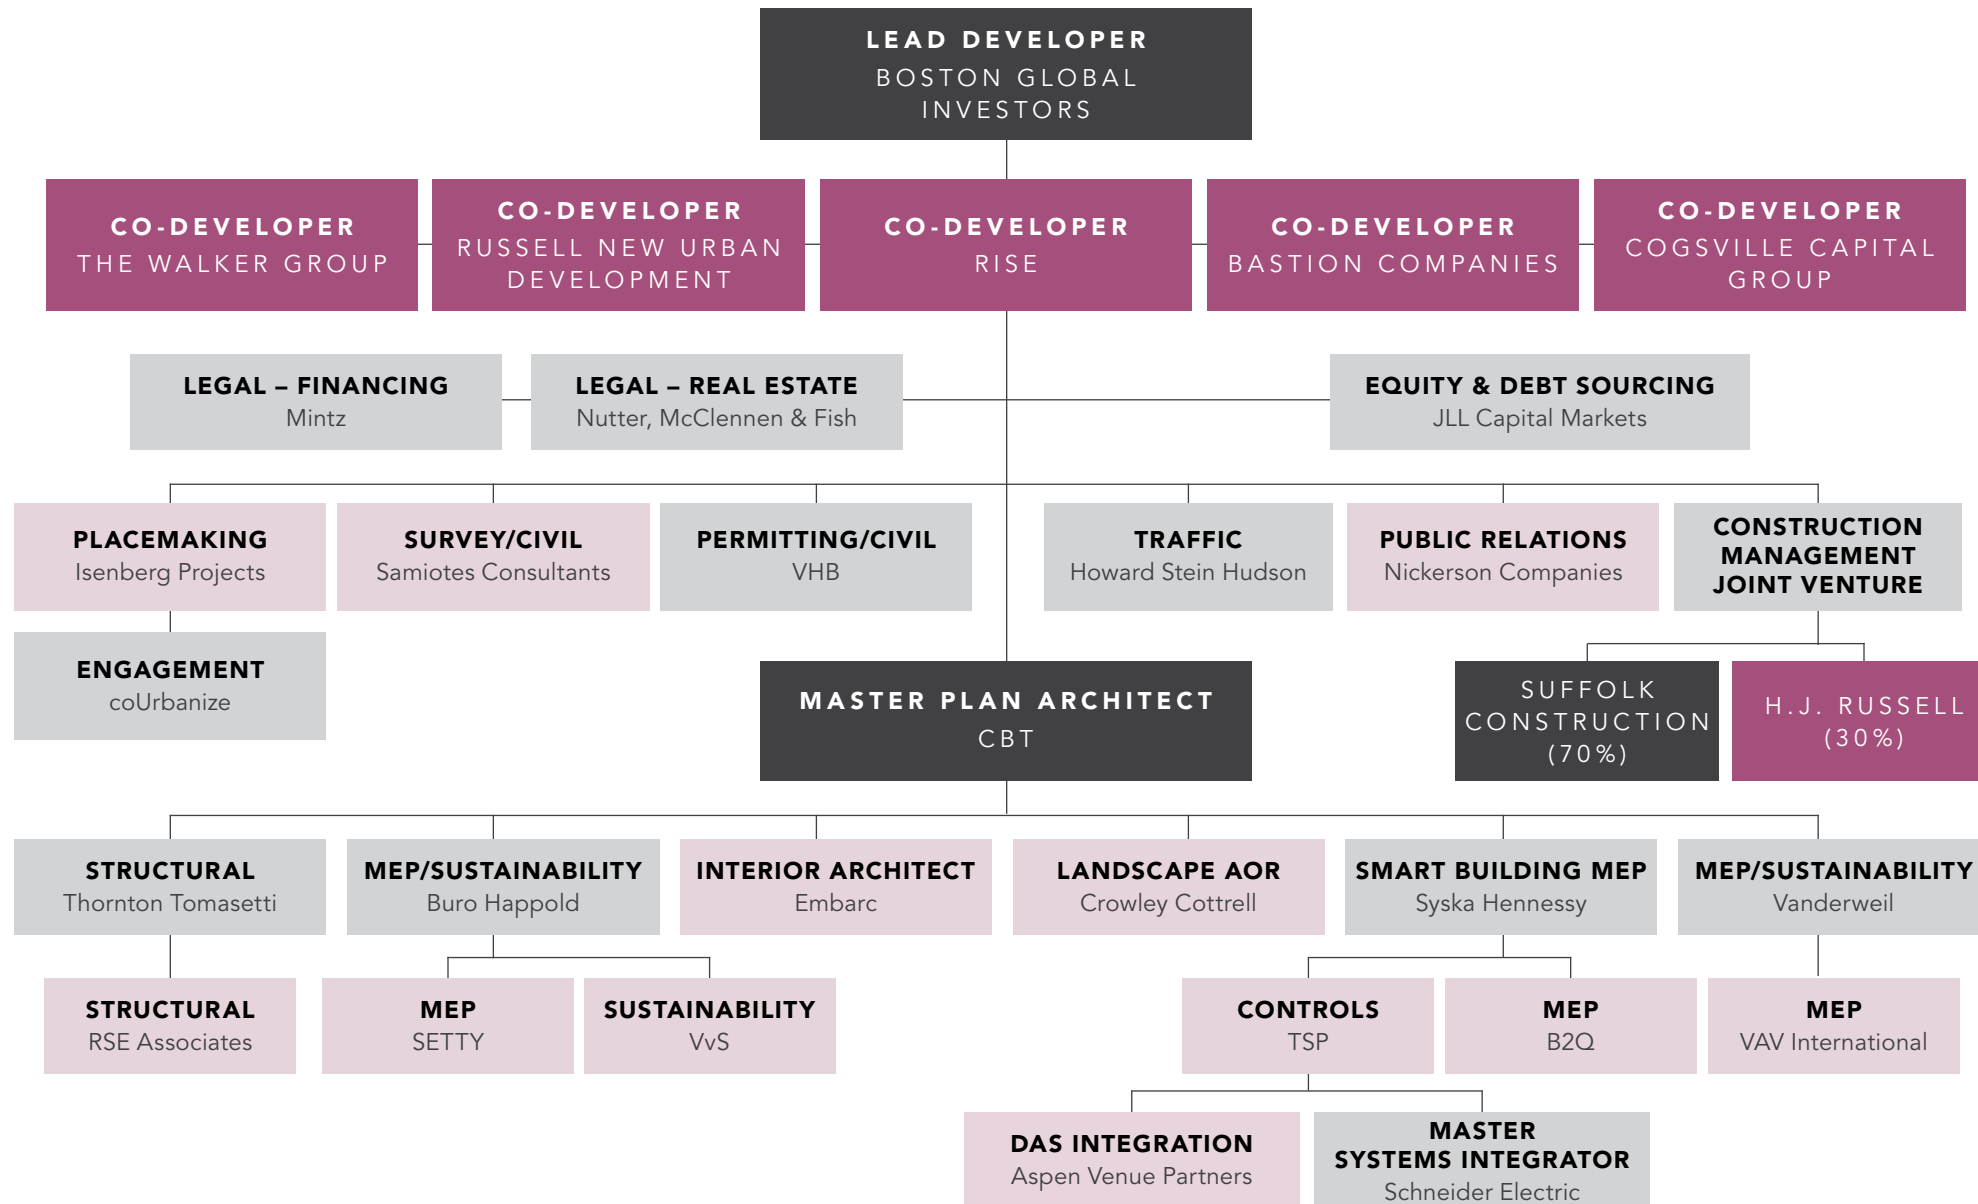 LEAD DEVELOPER
BOSTON GLOBAL
INVESTORS
CO-DEVELOPER
THE WALKER GROUP
CO-DEVELOPER
RUSSELL NEW URBAN
DEVELOPMENT
CO-DEVELOPER
RISE
CO-DEVELOPER
BASTION COMPANIES
CO-DEVELOPER
COGSVILLE CAPITAL
GROUP
LEGAL – FINANCING
Mintz
LEGAL – REAL ESTATE
Nutter, McClennen & Fish
EQUITY & DEBT SOURCING
JLL Capital Markets
PLACEMAKING
Isenberg Projects
SURVEY/CIVIL
Samiotes Consultants
PERMITTING/CIVIL
VHB
TRAFFIC
Howard Stein Hudson
PUBLIC RELATIONS
Nickerson Companies
CONSTRUCTION
MANAGEMENT
JOINT VENTURE
ENGAGEMENT
coUrbanize
MASTER PLAN ARCHITECT
CBT
SUFFOLK
CONSTRUCTION
(70%)
H.J. RUSSELL
(30%)
STRUCTURAL
Thornton Tomasetti
MEP/SUSTAINABILITY
Buro Happold
INTERIOR ARCHITECT
Embarc
LANDSCAPE AOR
Crowley Cottrell
SMART BUILDING MEP
Syska Hennessy
MEP/SUSTAINABILITY
Vanderweil
STRUCTURAL
RSE Associates
MEP
SETTY
SUSTAINABILITY
VvS
CONTROLS
TSP
MEP
B2Q
MEP
VAV International
DAS INTEGRATION
Aspen Venue Partners
MASTER
SYSTEMS INTEGRATOR
Schneider Electric